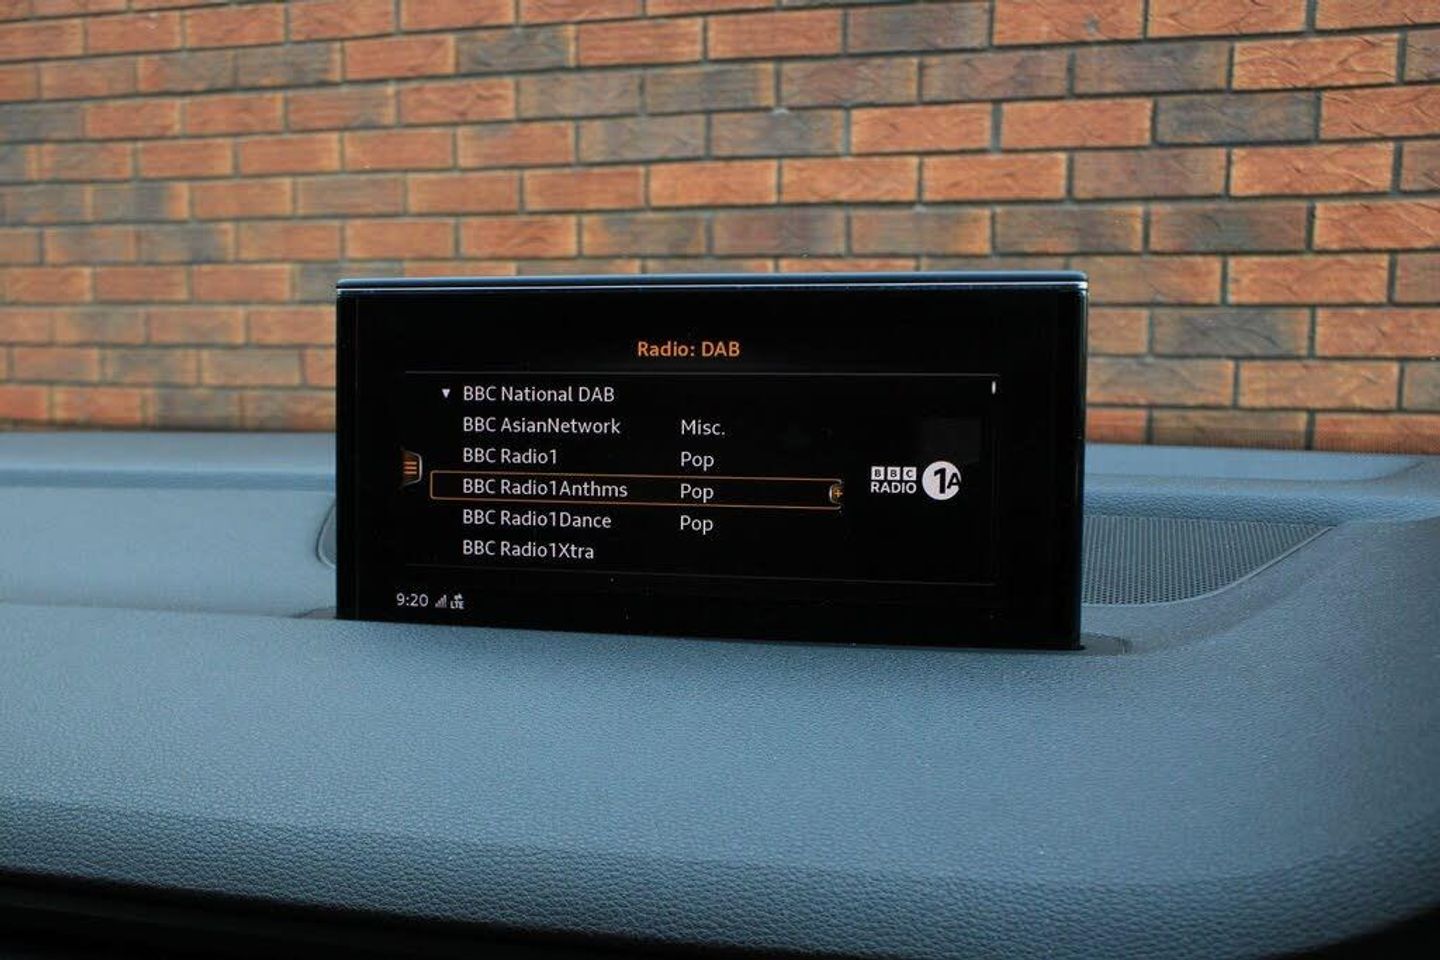 Radio: DAB
BBC National DAB
BBC AsianNetwork Misc.
BBC Radio1 Pop
BBC Radio1Anthms Pop
BBC Radio1Dance Pop
BBC Radio1Xtra
BBC
RADIO 1A
9:20 LTE